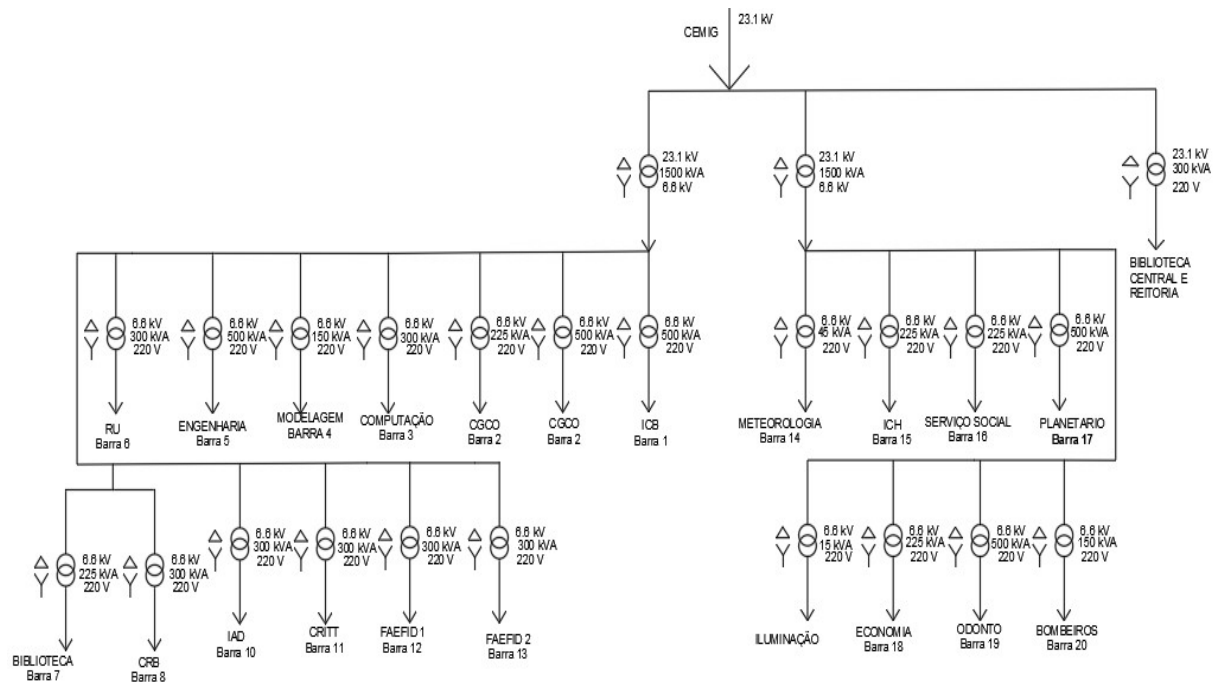 CEMIG
23.1 kV
23.1 kV
1500 kVA
6.6 kV
23.1 kV
1500 kVA
6.6 kV
23.1 kV
300 kVA
220 V
BIBLIOTECA
CENTRAL E
REITORIA
6.6 kV
300 kVA
220 V
RU
Barra 6
6.6 kV
500 kVA
220 V
ENGENHARIA
Barra 5
6.6 kV
150 kVA
220 V
MODELAGEM
BARRA 4
6.6 kV
300 kVA
220 V
COMPUTAÇÃO
Barra 3
6.6 kV
225 kVA
220 V
CGCO
Barra 2
6.6 kV
500 kVA
220 V
CGCO
Barra 2
6.6 kV
500 kVA
220 V
ICB
Barra 1
6.6 kV
45 kVA
220 V
METEOROLOGIA
Barra 14
6.6 kV
225 kVA
220 V
ICH
Barra 15
6.6 kV
225 kVA
220 V
SERVIÇO SOCIAL
Barra 16
6.6 kV
500 kVA
220 V
PLANETARIO
Barra 17
6.6 kV
225 kVA
220 V
BIBLIOTECA
Barra 7
6.6 kV
300 kVA
220 V
CRB
Barra 8
6.6 kV
300 kVA
220 V
IAD
Barra 10
6.6 kV
300 kVA
220 V
CRITT
Barra 11
6.6 kV
300 kVA
220 V
FAEFID 1
Barra 12
6.6 kV
300 kVA
220 V
FAEFID 2
Barra 13
6.6 kV
15 kVA
220 V
ILUMINAÇÃO
6.6 kV
225 kVA
220 V
ECONOMIA
Barra 18
6.6 kV
500 kVA
220 V
ODONTO
Barra 19
6.6 kV
150 kVA
220 V
BOMBEIROS
Barra 20